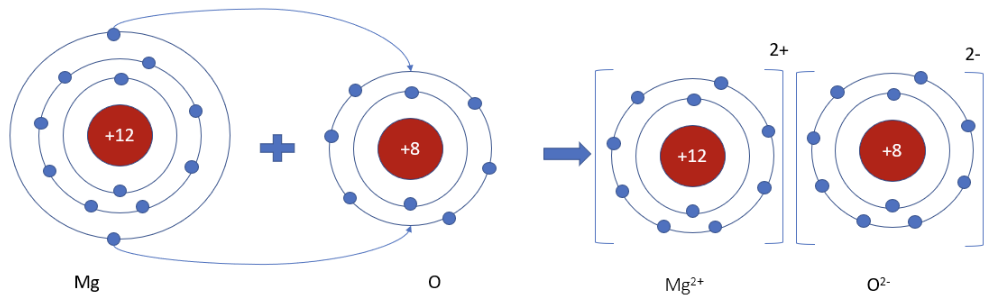 2+
2-
+12
+8
+12
+8
Mg
O
Mg²⁺
O²⁻